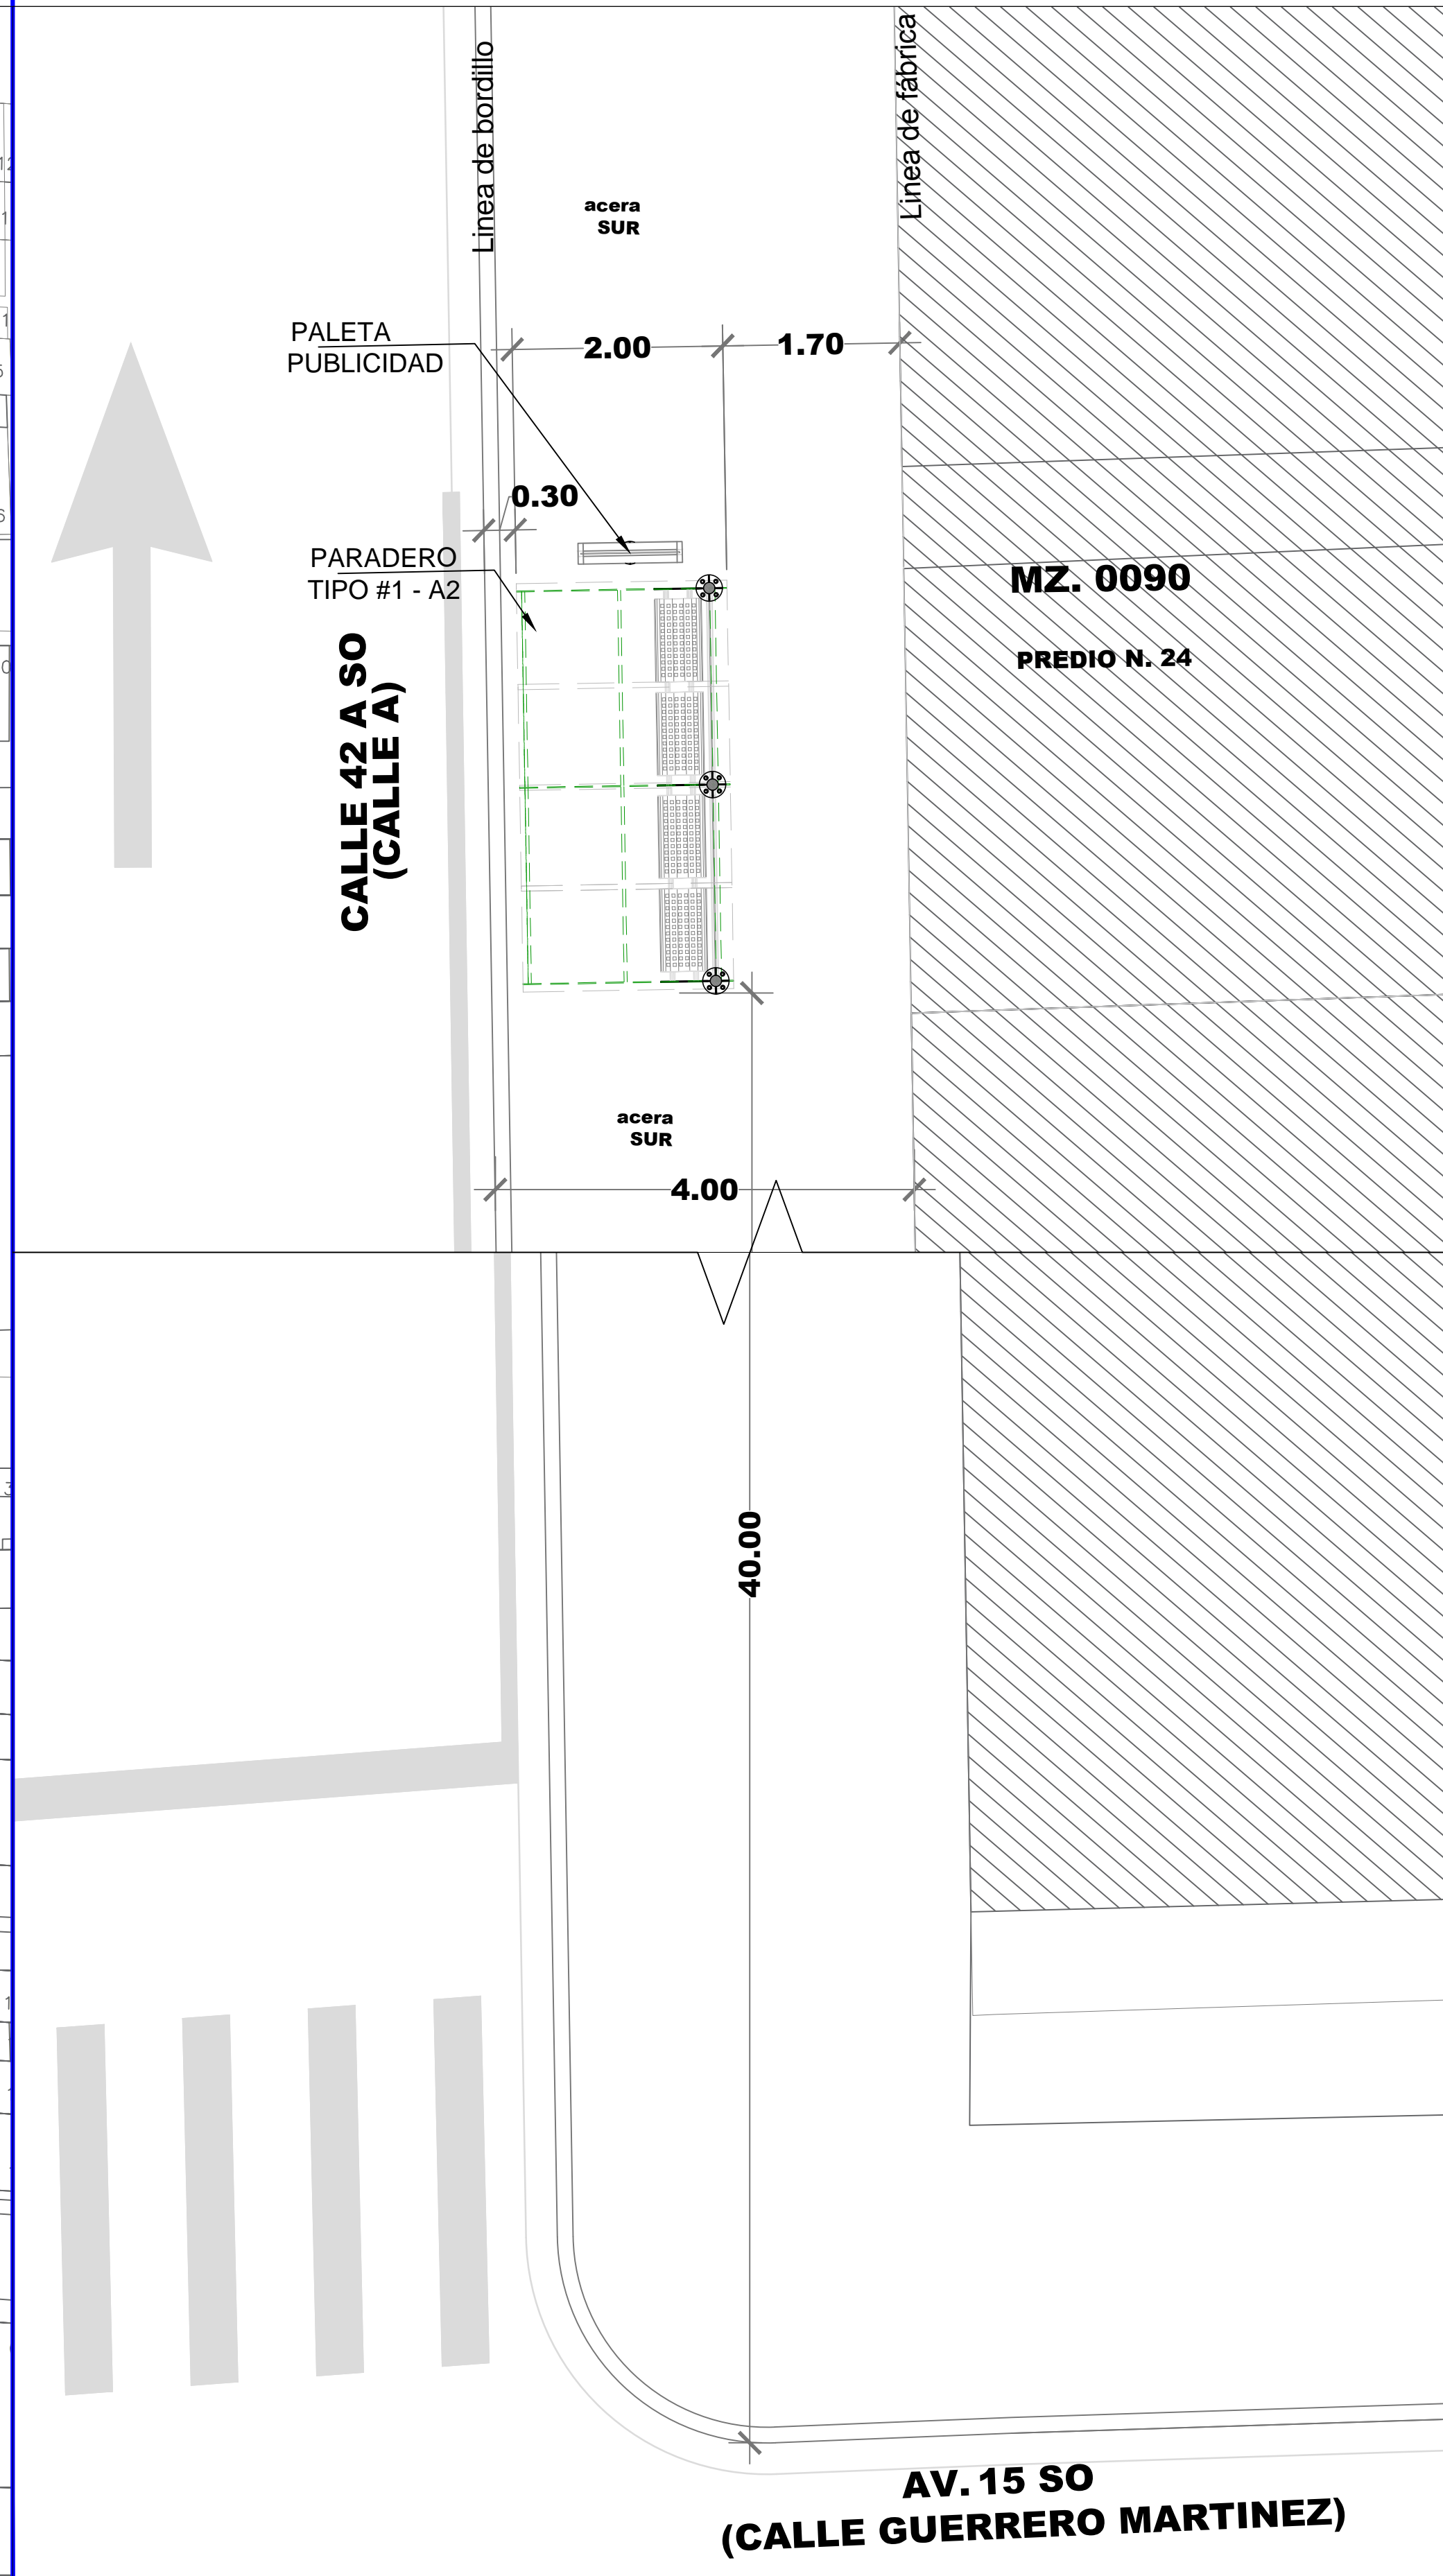 Linea de bordillo
Linea de fábrica
acera
SUR
PALETA
PUBLICIDAD
2.00
1.70
0.30
PARADERO
TIPO #1 - A2
MZ. 0090
PREDIO N. 24
CALLE 42 A SO
(CALLE A)
acera
SUR
4.00
40.00
AV. 15 SO
(CALLE GUERRERO MARTINEZ)